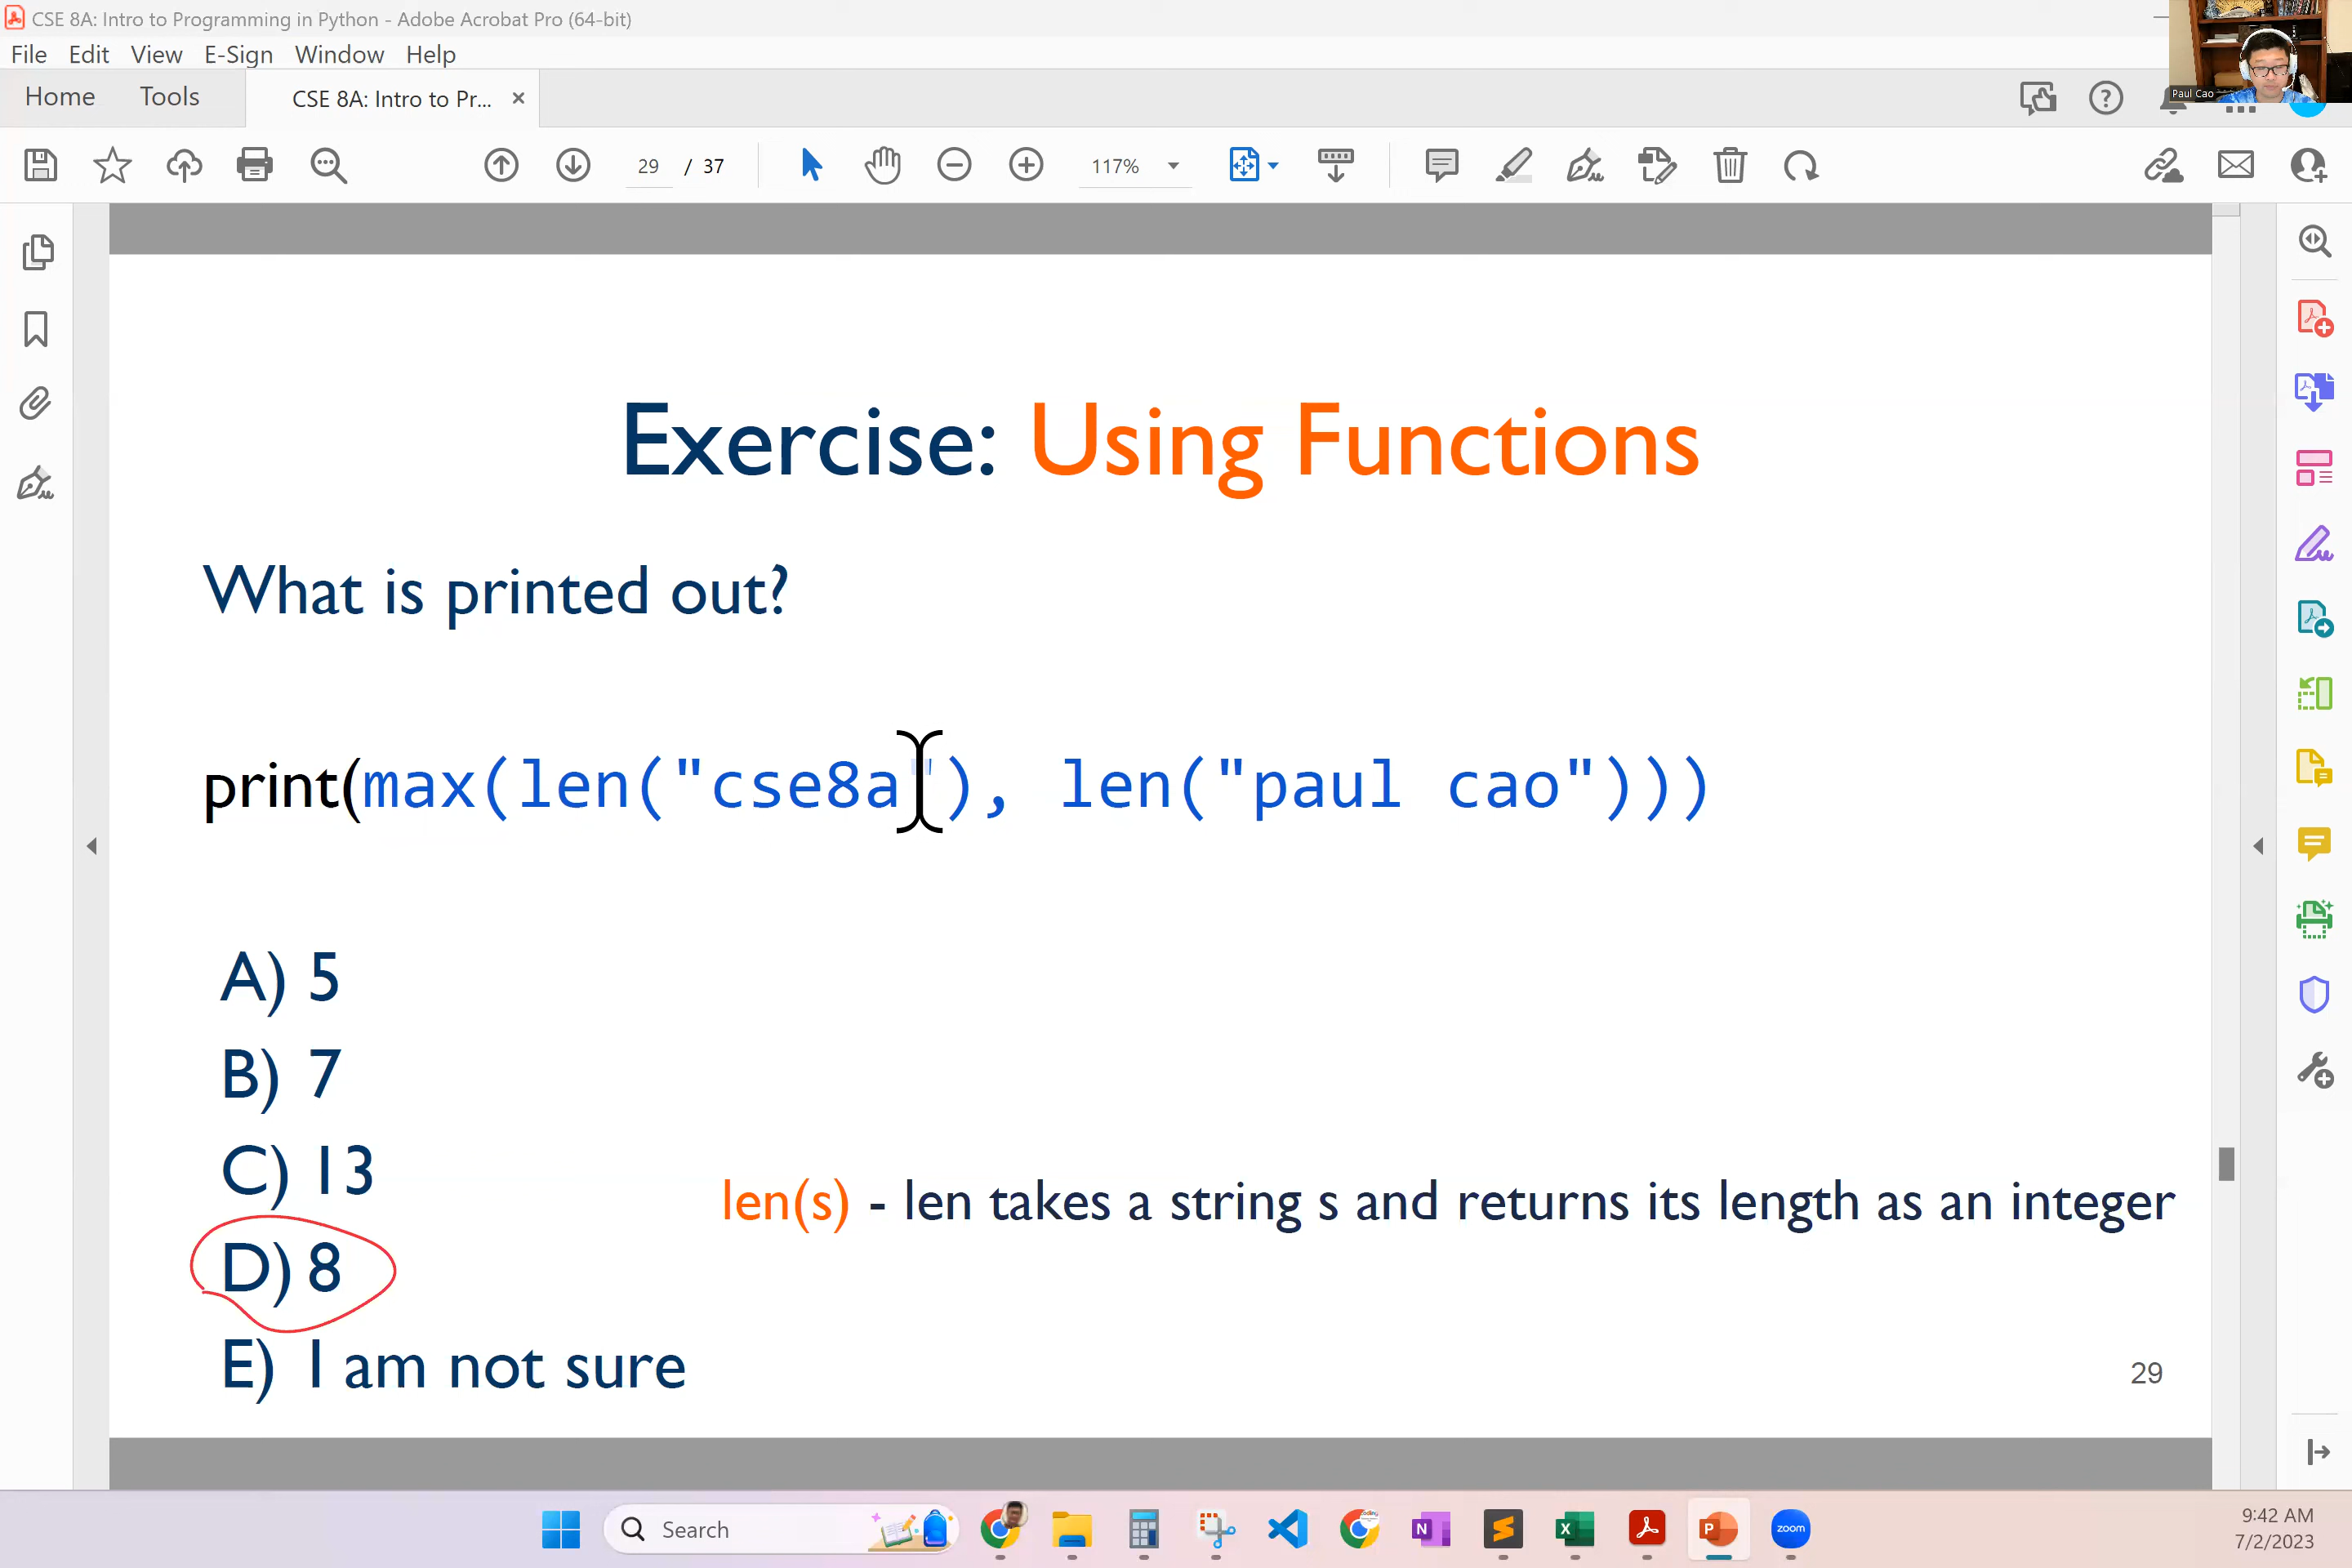 CSE 8A: Intro to Programming in Python - Adobe Acrobat Pro (64-bit)
File Edit View E-Sign Window Help
Home Tools CSE 8A: Intro to Pr... ×
Paul Cao
29 / 37 117%
Exercise: Using Functions
What is printed out?
print(max(len("cse8a"), len("paul cao")))
A) 5
B) 7
C) 13
len(s) - len takes a string s and returns its length as an integer
D) 8
E) I am not sure
29
Search
zoom
9:42 AM
7/2/2023